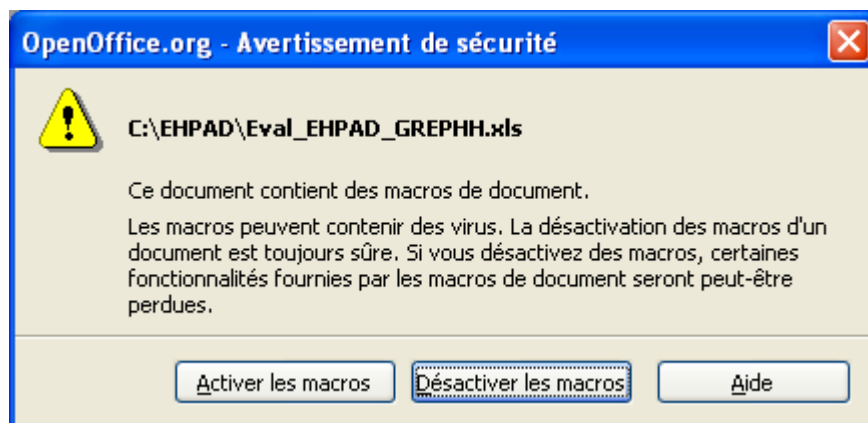 OpenOffice.org - Avertissement de sécurité
C:\EHPAD\Eval_EHPAD_GREPHH.xls
Ce document contient des macros de document.
Les macros peuvent contenir des virus. La désactivation des macros d'un
document est toujours sûre. Si vous désactivez des macros, certaines
fonctionnalités fournies par les macros de document seront peut-être
perdues.
Activer les macros Désactiver les macros Aide